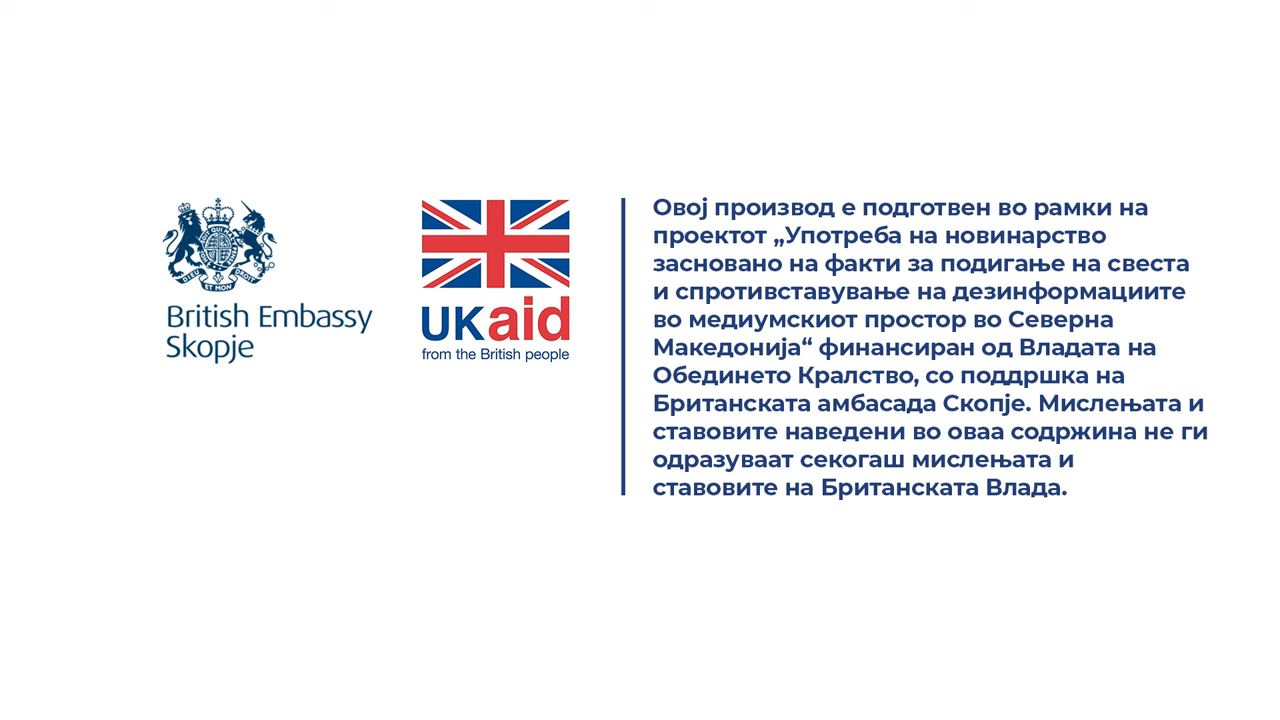 British Embassy
Skopje
UKaid
from the British people
Овој производ е подготвен во рамки на
проектот „Употреба на новинарство
засновано на факти за подигање на свеста
и спротивставување на дезинформациите
во медиумскиот простор во Северна
Македонија“ финансиран од Владата на
Обединето Кралство, со поддршка на
Британската амбасада Скопје. Мислењата и
ставовите наведени во оваа содржина не ги
одразуваат секогаш мислењата и
ставовите на Британската Влада.